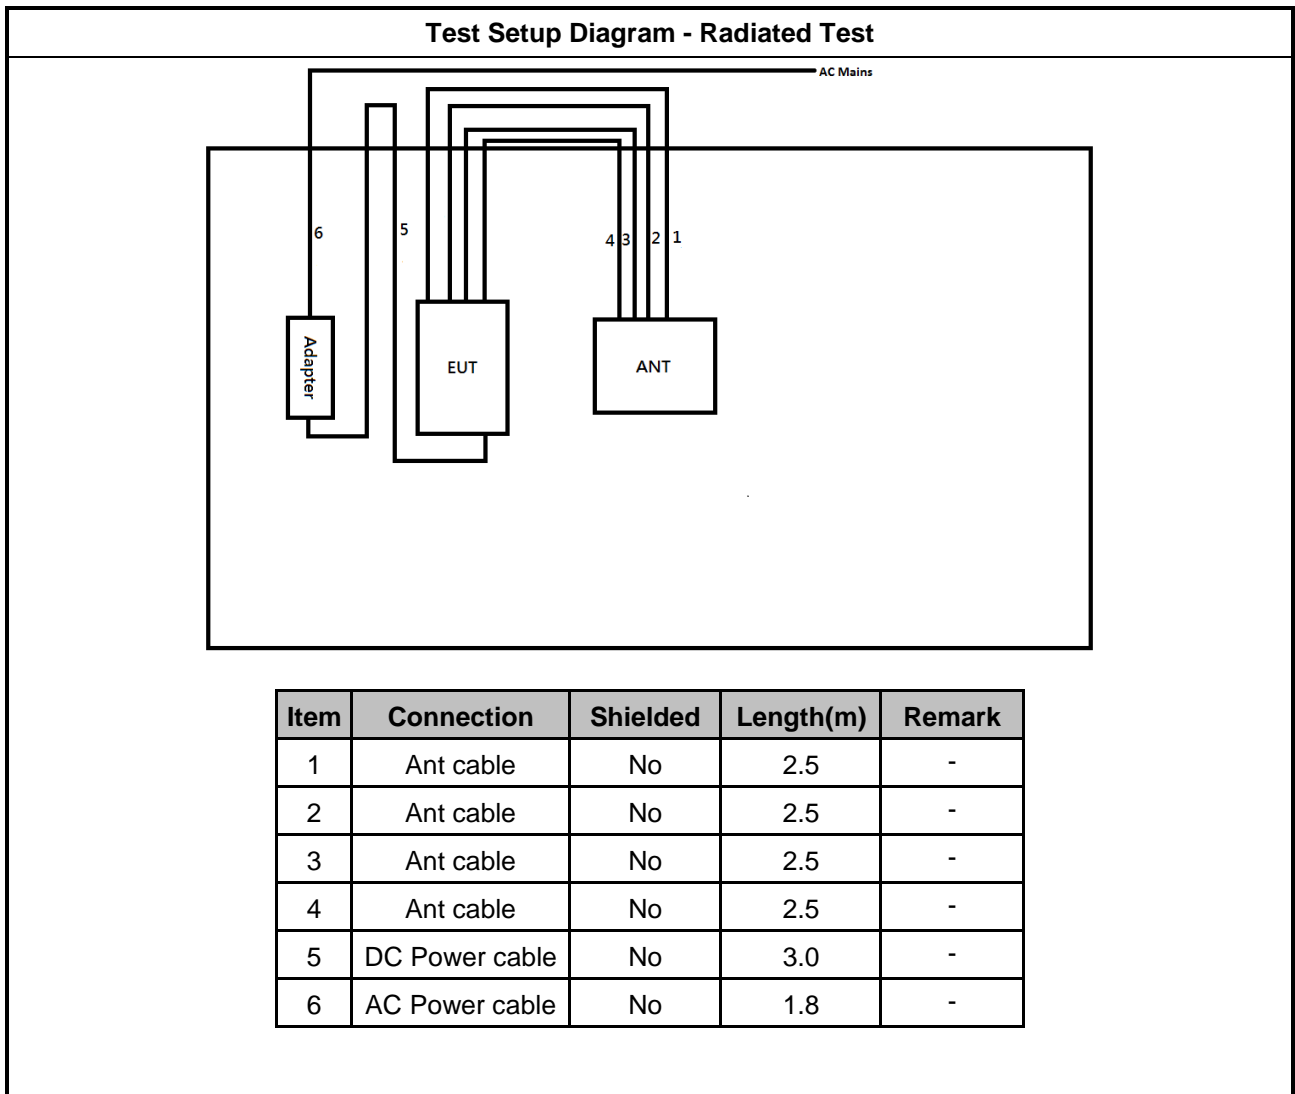 Test Setup Diagram - Radiated Test
AC Mains
6
5
4 3 2 1
Adapter
EUT
ANT
Item Connection Shielded Length(m) Remark
1 Ant cable No 2.5 -
2 Ant cable No 2.5 -
3 Ant cable No 2.5 -
4 Ant cable No 2.5 -
5 DC Power cable No 3.0 -
6 AC Power cable No 1.8 -